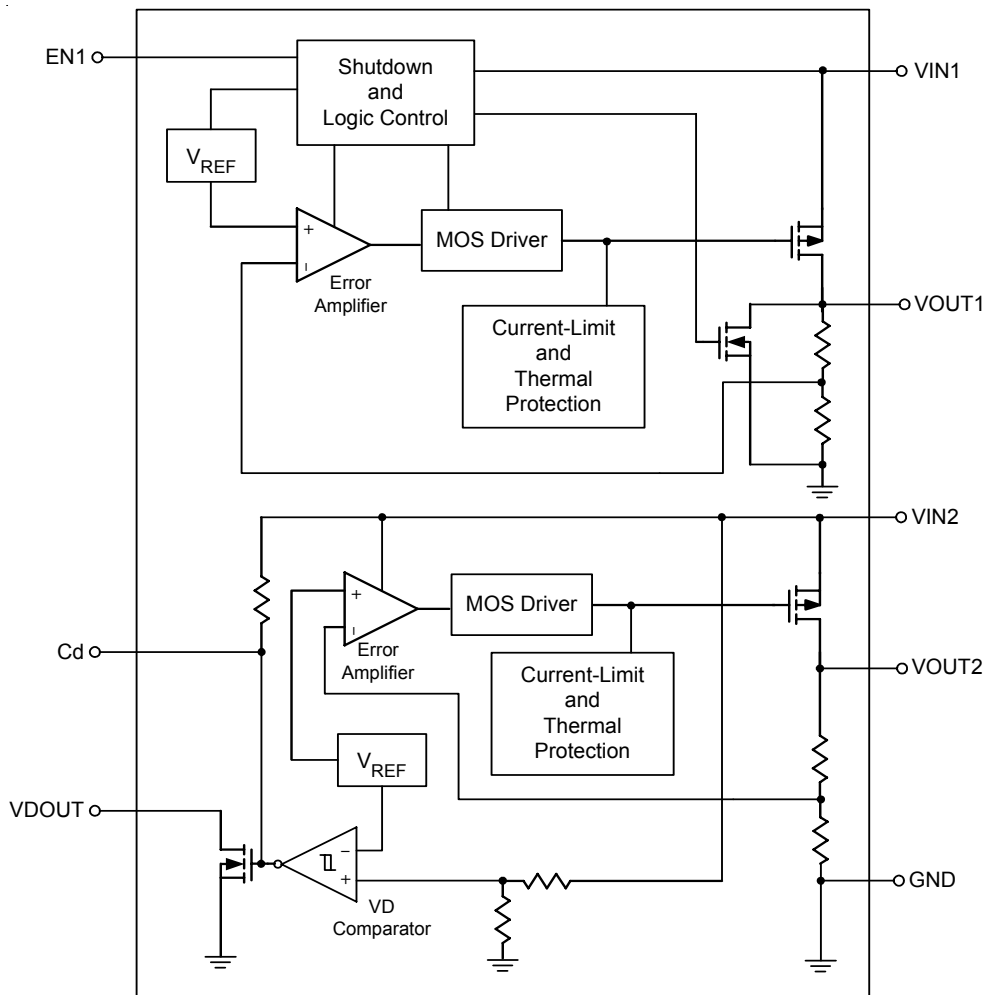 EN1
Shutdown
and
Logic Control
VIN1
VREF
+
−
MOS Driver
Error
Amplifier
VOUT1
Current-Limit
and
Thermal
Protection
VIN2
+
−
MOS Driver
Cd
Error
Amplifier
VOUT2
Current-Limit
and
Thermal
Protection
VREF
VDOUT
−
+
GND
VD
Comparator